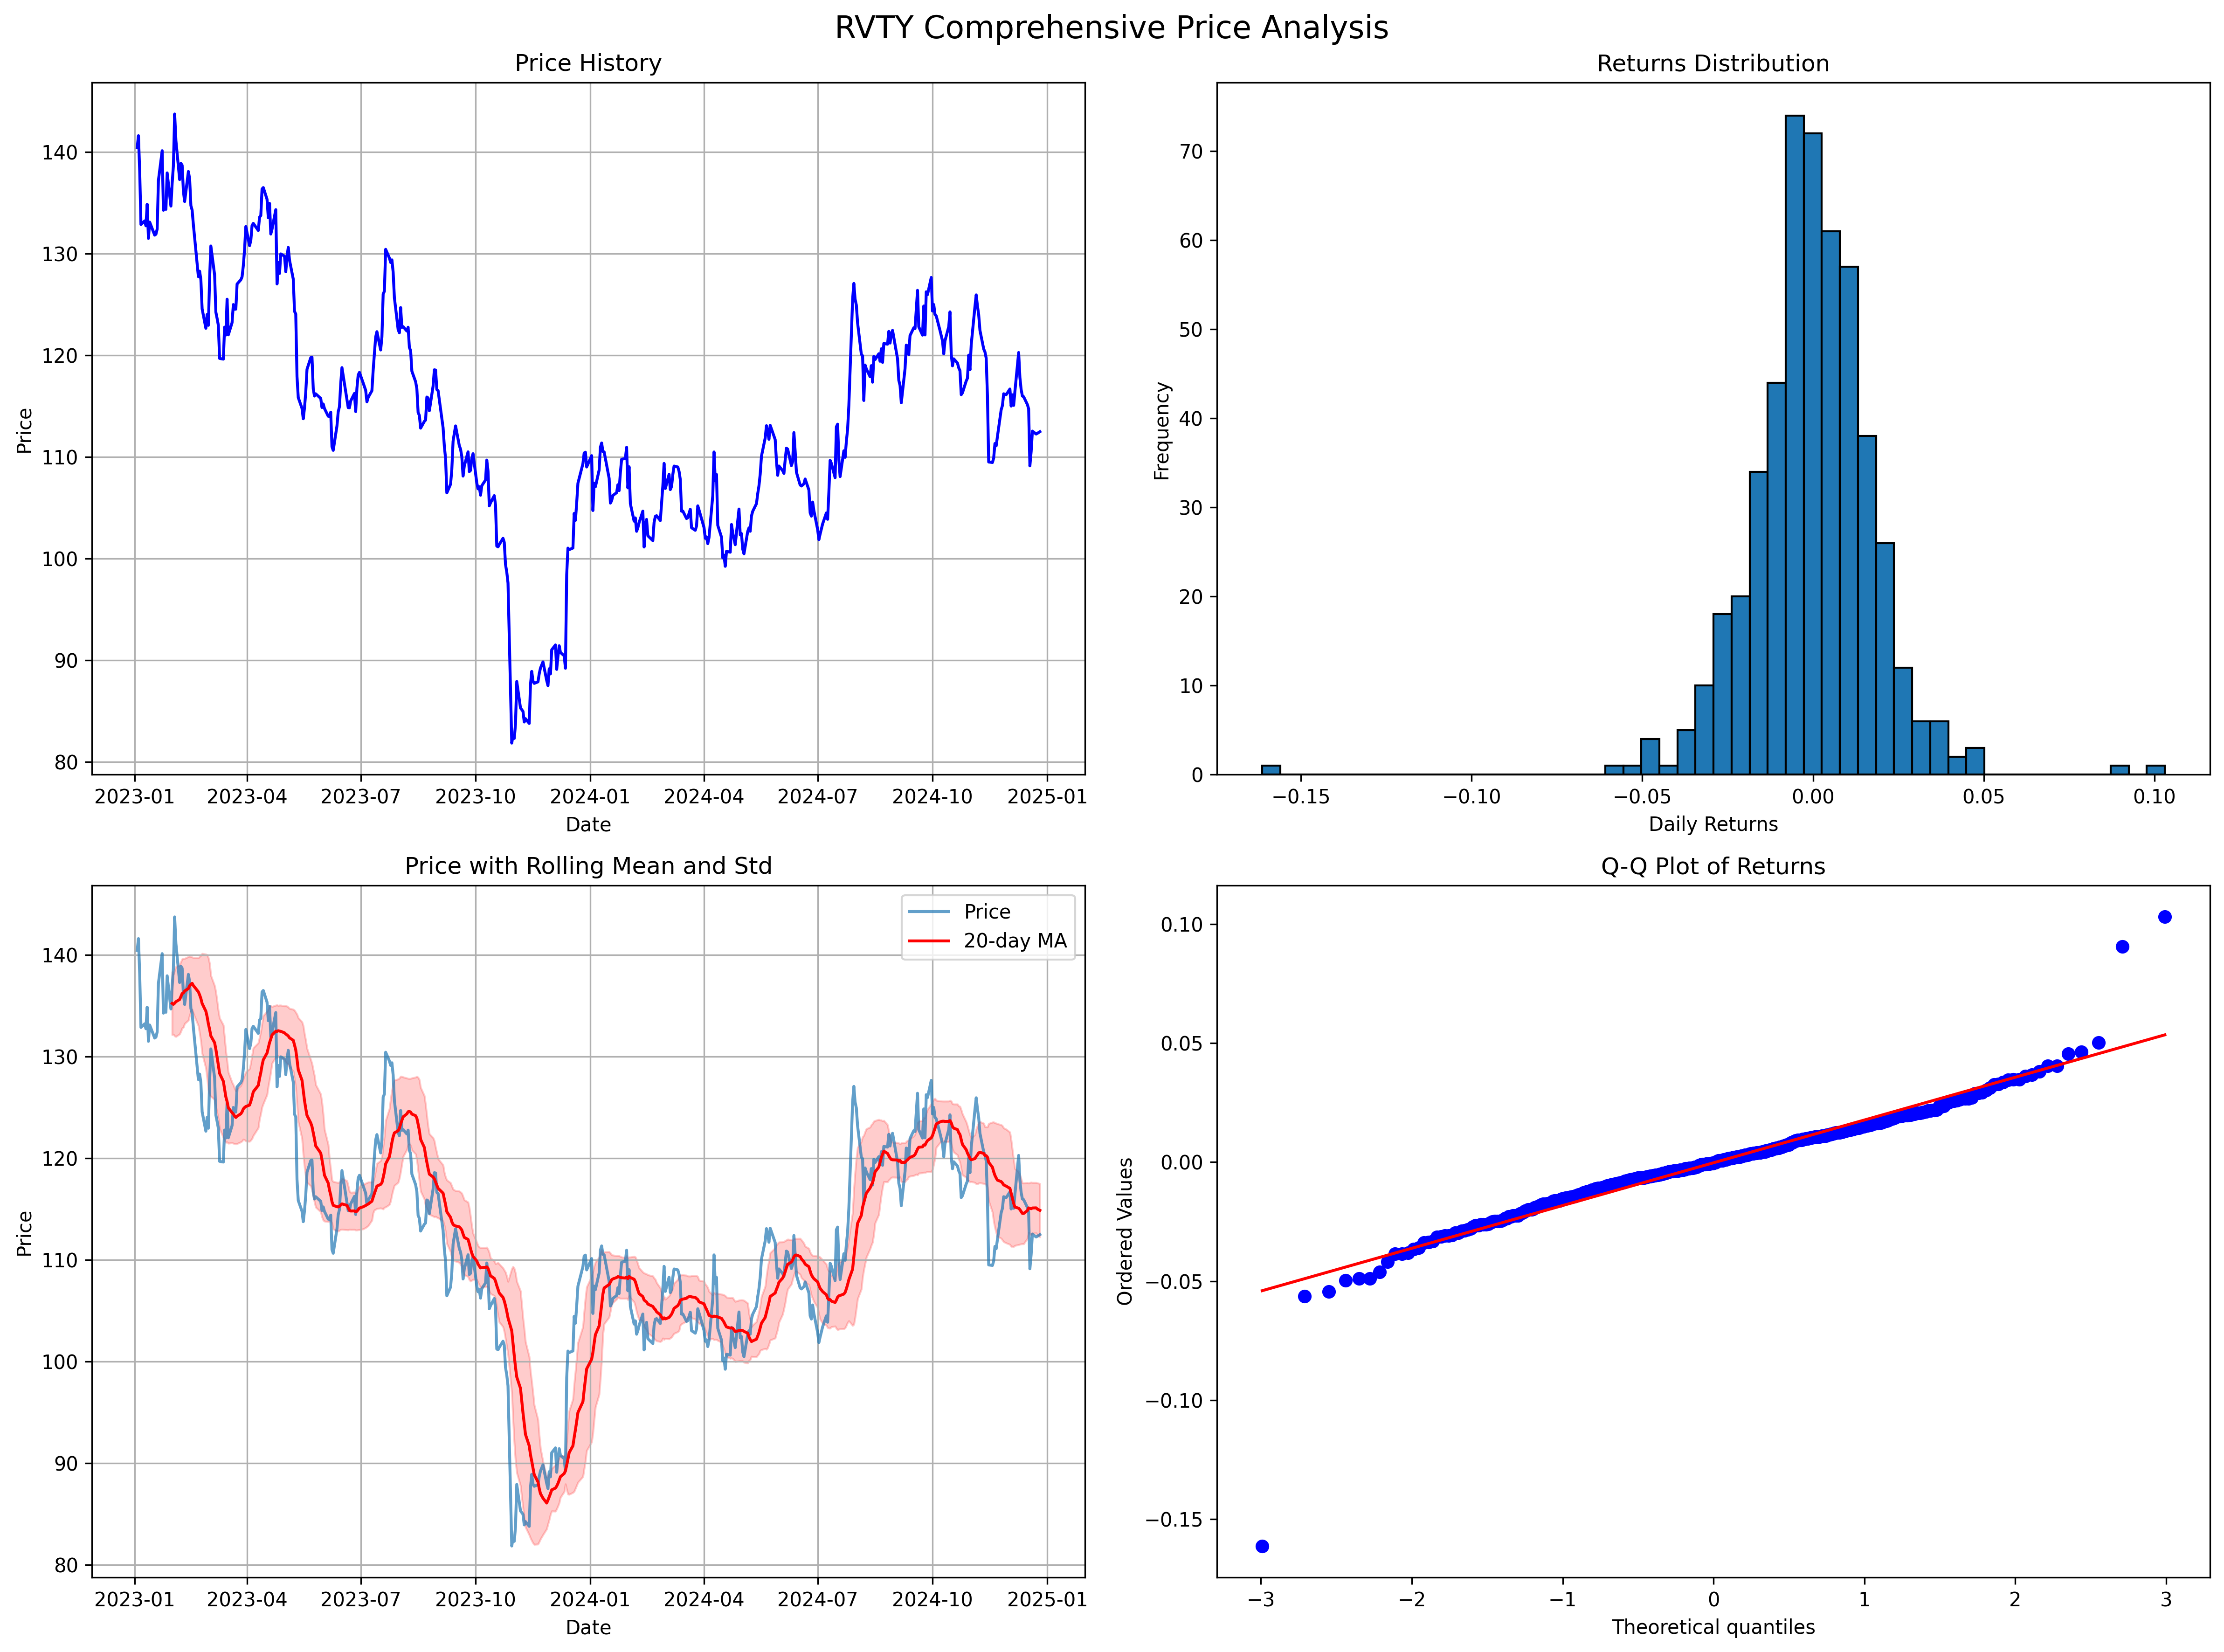 RVTY Comprehensive Price Analysis
Price History
140
130
120
110
100
90
80
Price
2023-01 2023-04 2023-07 2023-10 2024-01 2024-04 2024-07 2024-10 2025-01
Date
Returns Distribution
70
60
50
40
30
20
10
0
Frequency
−0.15 −0.10 −0.05 0.00 0.05 0.10
Daily Returns
Price with Rolling Mean and Std
Price
20-day MA
140
130
120
110
100
90
80
Price
2023-01 2023-04 2023-07 2023-10 2024-01 2024-04 2024-07 2024-10 2025-01
Date
Q-Q Plot of Returns
0.10
0.05
0.00
−0.05
−0.10
−0.15
Ordered Values
−3 −2 −1 0 1 2 3
Theoretical quantiles